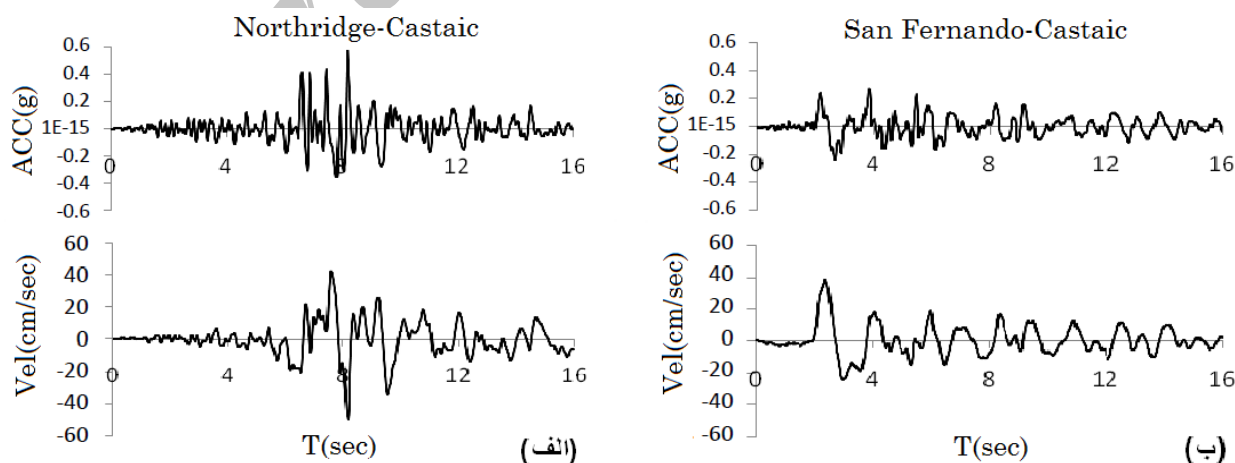 Northridge-Castaic
San Fernando-Castaic
ACC(g)
0.6
0.4
0.2
1E-15
-0.2
-0.4
-0.6
0 4 8 12 16
ACC(g)
0.6
0.4
0.2
1E-15
-0.2
-0.4
-0.6
0 4 8 12 16
Vel(cm/sec)
60
40
20
0
-20
-40
-60
0 4 8 12 16
T(sec)
(الف)
Vel(cm/sec)
60
40
20
0
-20
-40
-60
0 4 8 12 16
T(sec)
(ب)